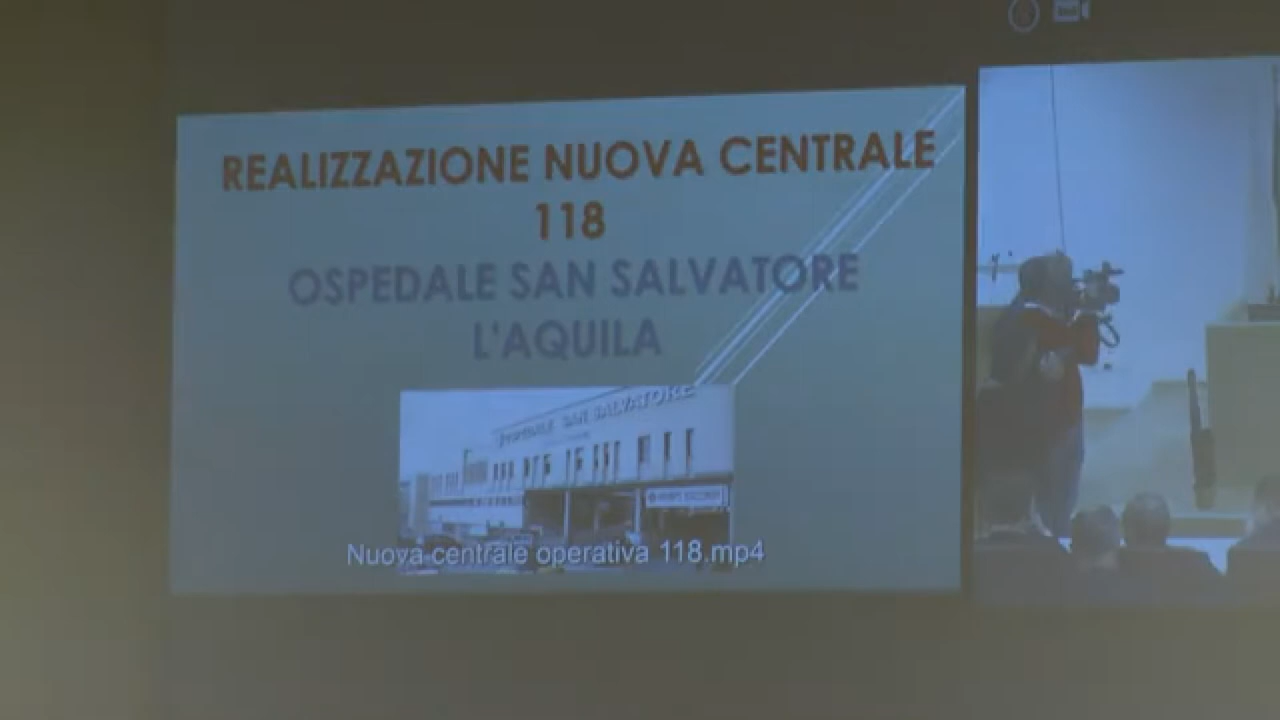 REALIZZAZIONE NUOVA CENTRALE
118
OSPEDALE SAN SALVATORE
L'AQUILA
OSPEDALE SAN SALVATORE
Nuova centrale operativa 118.mp4